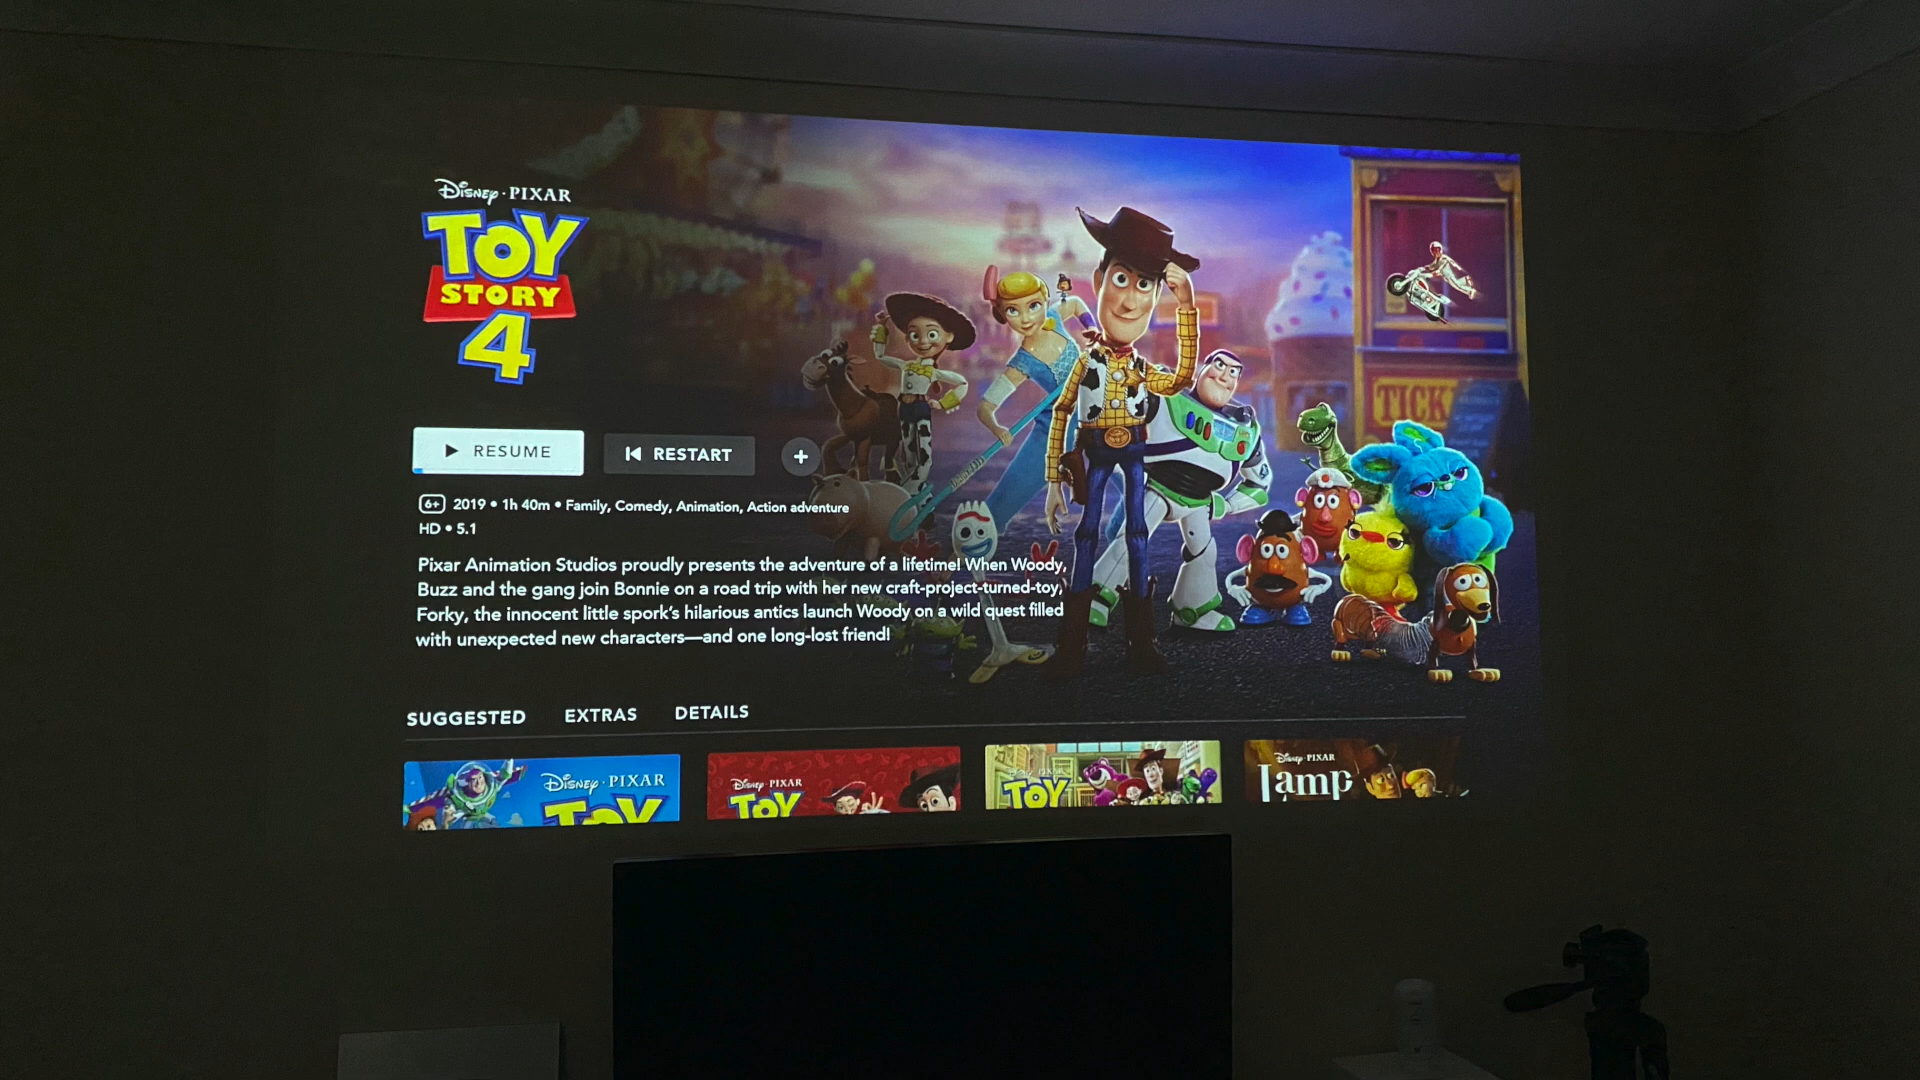 Disney · PIXAR
TOY
STORY
4
TICK
RESUME
RESTART
6+ 2019 • 1h 40m • Family, Comedy, Animation, Action adventure
HD • 5.1
Pixar Animation Studios proudly presents the adventure of a lifetime! When Woody,
Buzz and the gang join Bonnie on a road trip with her new craft-project-turned-toy,
Forky, the innocent little spork's hilarious antics launch Woody on a wild quest filled
with unexpected new characters—and one long-lost friend!
SUGGESTED EXTRAS DETAILS
Disney · PIXAR
TOY
Disney · PIXAR
TOY
TOY
Disney · PIXAR
Lamp